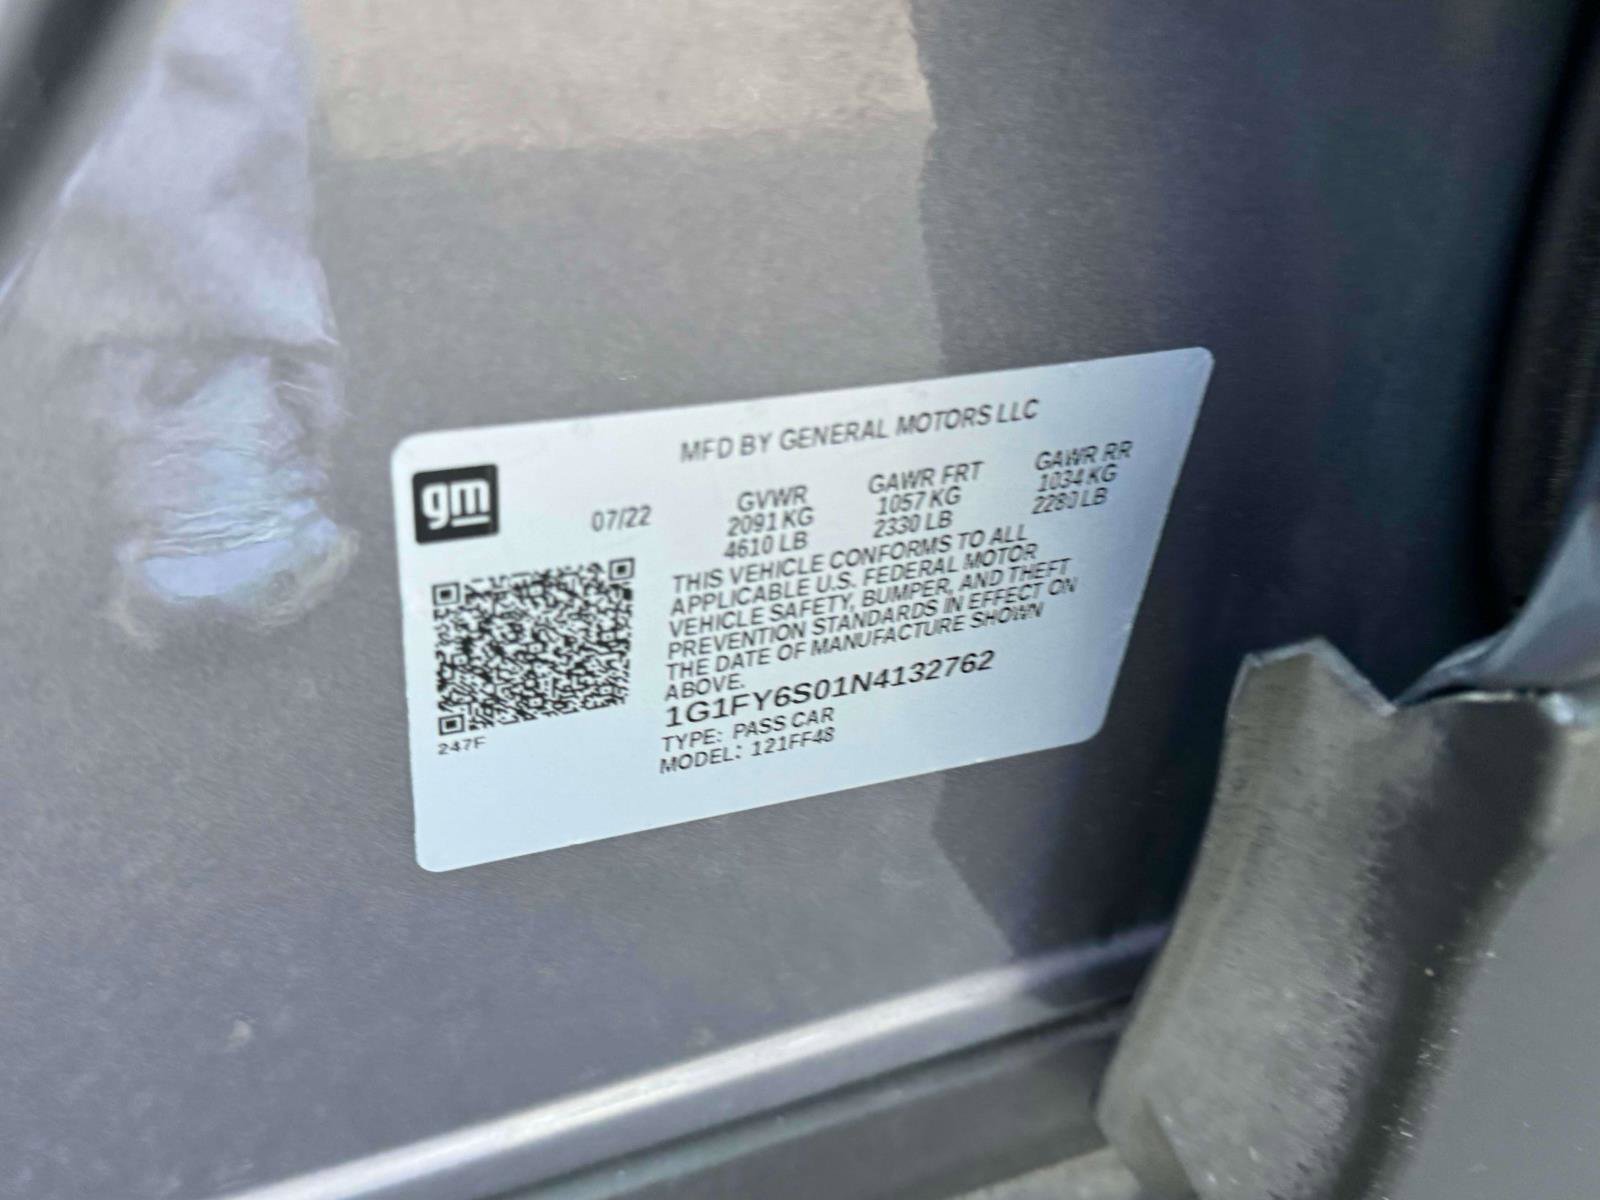 MFD BY GENERAL MOTORS LLC
gm
07/22
GVWR
2091 KG
4610 LB
GAWR FRT
1057 KG
2330 LB
GAWR RR
1034 KG
2280 LB
THIS VEHICLE CONFORMS TO ALL
APPLICABLE U.S. FEDERAL MOTOR
VEHICLE SAFETY, BUMPER, AND THEFT
PREVENTION STANDARDS IN EFFECT ON
THE DATE OF MANUFACTURE SHOWN
ABOVE.
1G1FY6S01N4132762
TYPE: PASS CAR
MODEL: 121FF48
247F